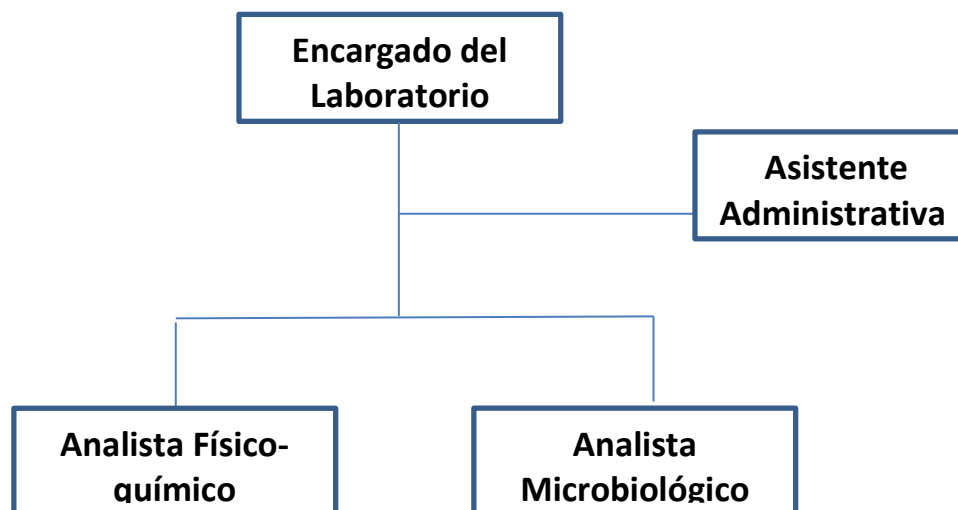 Encargado del
Laboratorio
Asistente
Administrativa
Analista Físico-
químico
Analista
Microbiológico